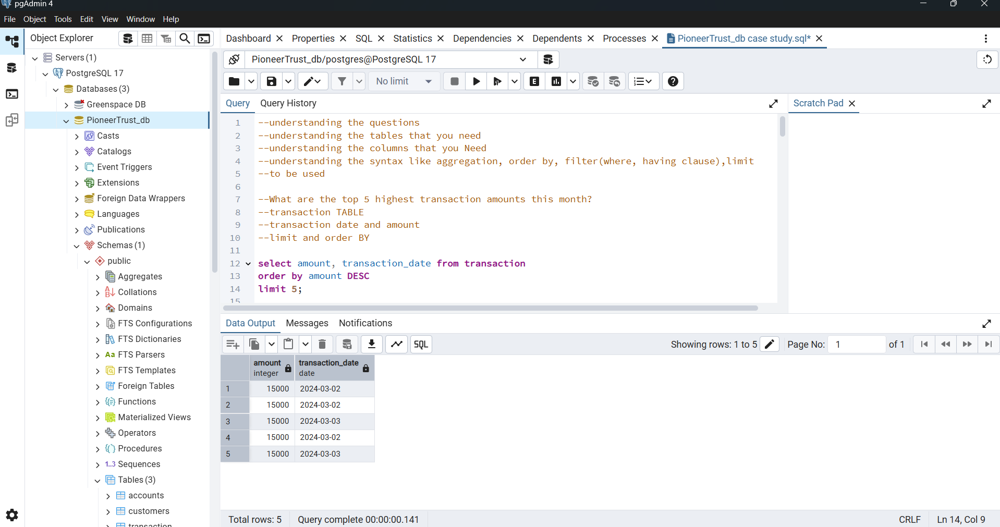 pgAdmin 4
File Object Tools Edit View Window Help
Object Explorer
Dashboard Properties SQL Statistics Dependencies Dependents Processes PioneerTrust_db case study.sql*
Servers (1)
PostgreSQL 17
Databases (3)
Greenspace DB
PioneerTrust_db
Casts
Catalogs
Event Triggers
Extensions
Foreign Data Wrappers
Languages
Publications
Schemas (1)
public
Aggregates
Collations
Domains
FTS Configurations
FTS Dictionaries
Aa FTS Parsers
FTS Templates
Foreign Tables
Functions
Materialized Views
Operators
Procedures
1..3 Sequences
Tables (3)
accounts
customers
transaction
PioneerTrust_db/postgres@PostgreSQL 17
No limit
E
Query Query History
Scratch Pad
1 --understanding the questions
2 --understanding the tables that you need
3 --understanding the columns that you Need
4 --understanding the syntax like aggregation, order by, filter(where, having clause),limit
5 --to be used
6
7 --What are the top 5 highest transaction amounts this month?
8 --transaction TABLE
9 --transaction date and amount
10 --limit and order BY
11
12 select amount, transaction_date from transaction
13 order by amount DESC
14 limit 5;
15
Data Output Messages Notifications
SQL
Showing rows: 1 to 5
Page No: 1 of 1
amount integer
transaction_date date
1 15000 2024-03-02
2 15000 2024-03-02
3 15000 2024-03-03
4 15000 2024-03-02
5 15000 2024-03-03
Total rows: 5 Query complete 00:00:00.141
CRLF Ln 14, Col 9